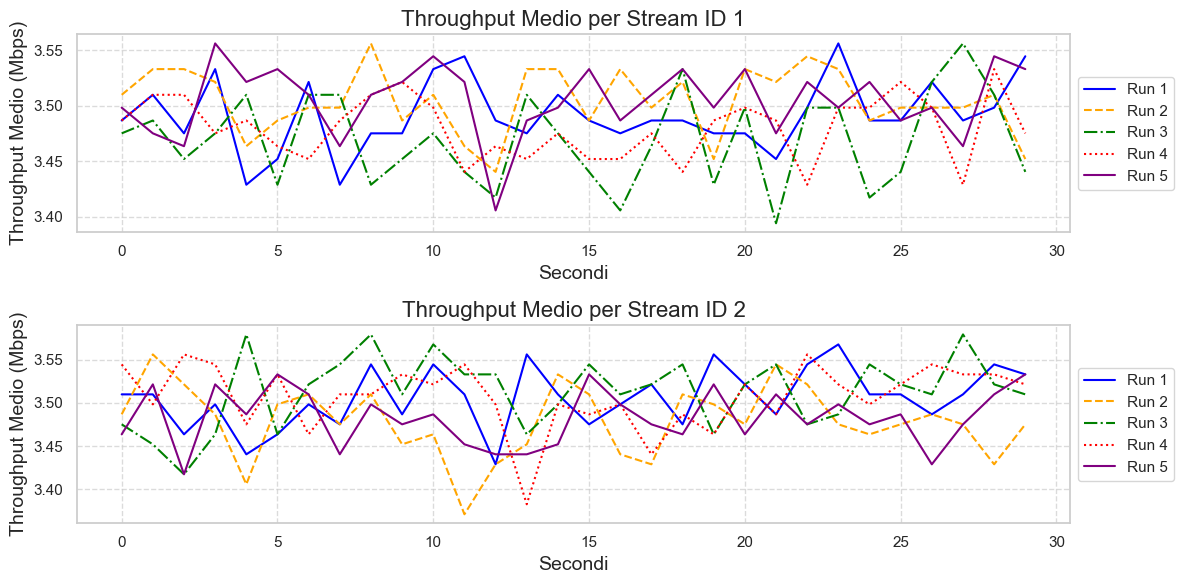 Throughput Medio per Stream ID 1
Throughput Medio (Mbps)
3.55
3.50
3.45
3.40
0 5 10 15 20 25 30
Secondi
Run 1
Run 2
Run 3
Run 4
Run 5
Throughput Medio per Stream ID 2
Throughput Medio (Mbps)
3.55
3.50
3.45
3.40
0 5 10 15 20 25 30
Secondi
Run 1
Run 2
Run 3
Run 4
Run 5